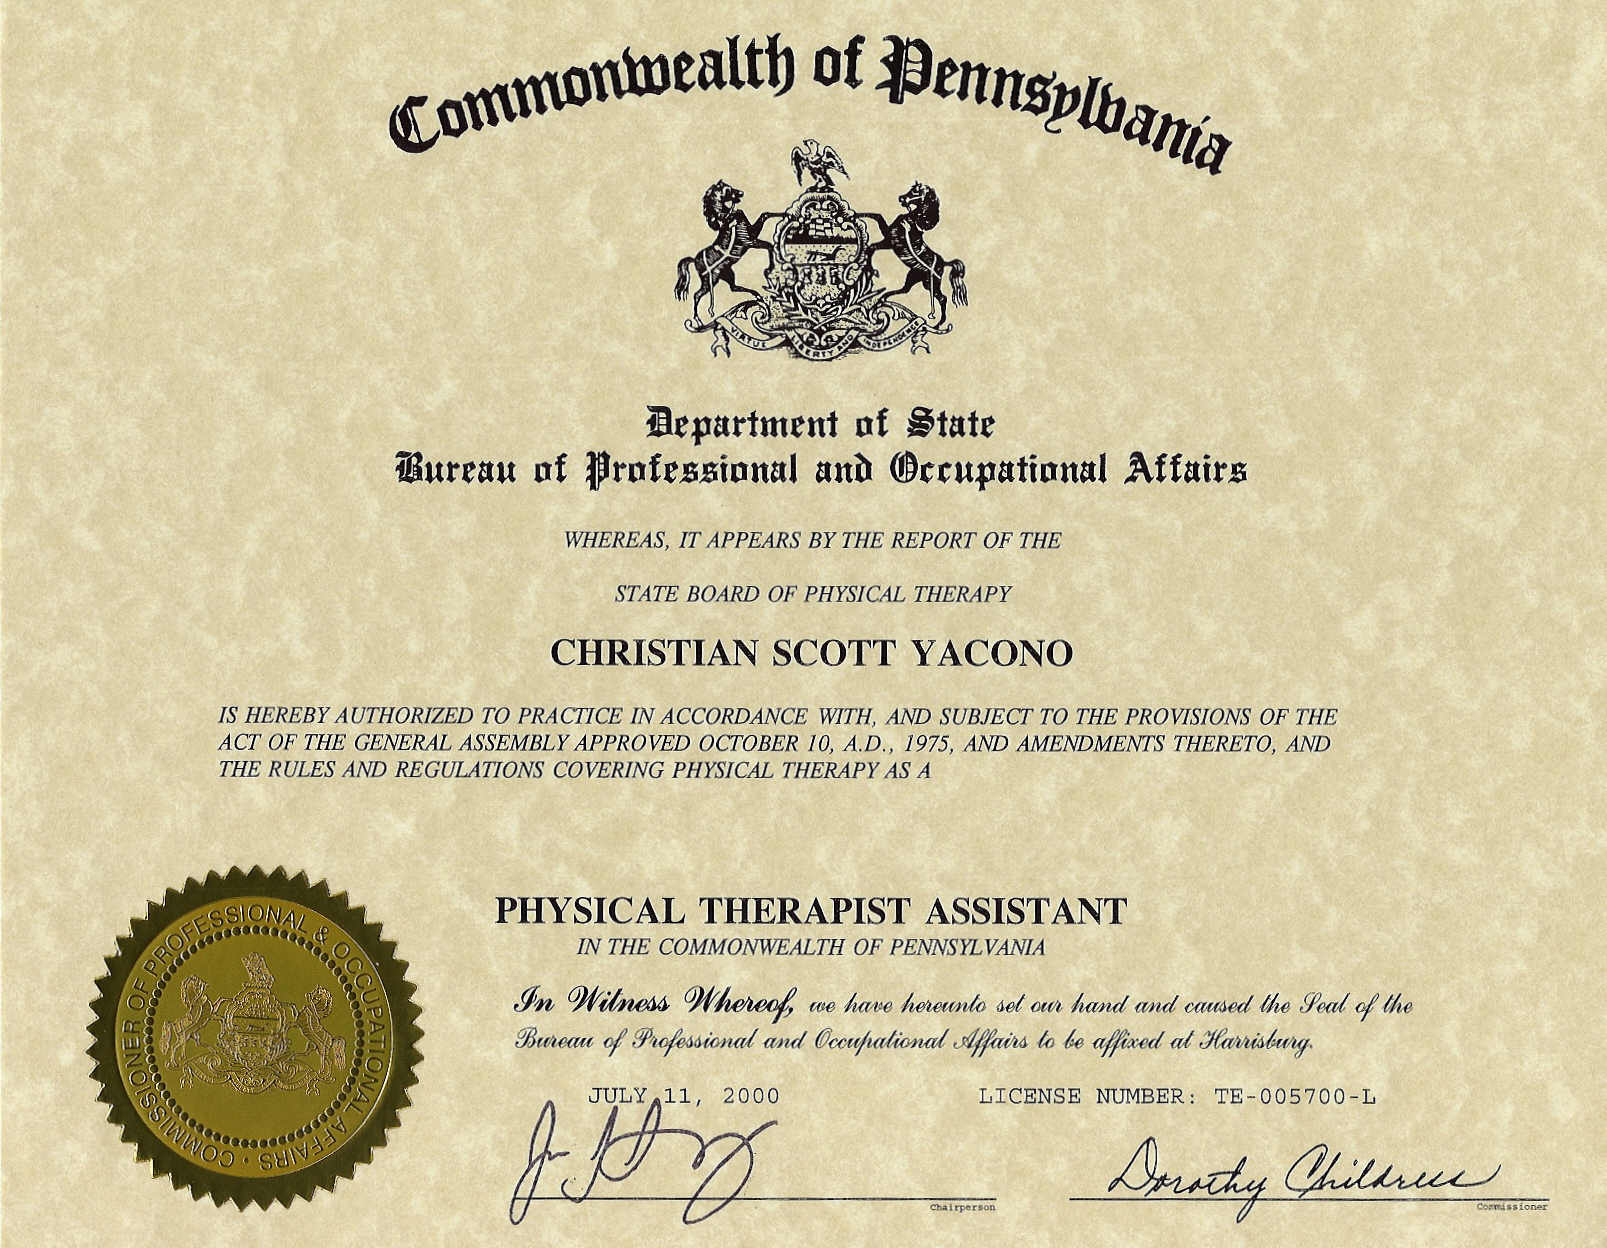 Commonwealth of Pennsylvania
VIRTUE LIBERTY AND INDEPENDENCE
Department of State
Bureau of Professional and Occupational Affairs
WHEREAS, IT APPEARS BY THE REPORT OF THE
STATE BOARD OF PHYSICAL THERAPY
CHRISTIAN SCOTT YACONO
IS HEREBY AUTHORIZED TO PRACTICE IN ACCORDANCE WITH, AND SUBJECT TO THE PROVISIONS OF THE
ACT OF THE GENERAL ASSEMBLY APPROVED OCTOBER 10, A.D., 1975, AND AMENDMENTS THERETO, AND
THE RULES AND REGULATIONS COVERING PHYSICAL THERAPY AS A
PHYSICAL THERAPIST ASSISTANT
IN THE COMMONWEALTH OF PENNSYLVANIA
In Witness Whereof, we have hereunto set our hand and caused the Seal of the
Bureau of Professional and Occupational Affairs to be affixed at Harrisburg.
COMMISSIONER OF PROFESSIONAL & OCCUPATIONAL AFFAIRS ·
JULY 11, 2000 LICENSE NUMBER: TE-005700-L
Dorothy Childress
Chairperson Commissioner